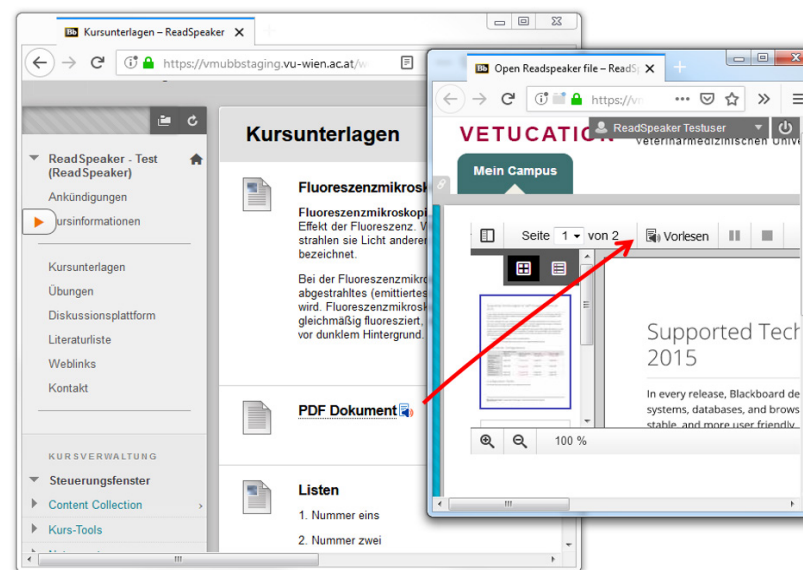 Kursunterlagen – ReadSpeaker
https://vmubbstaging.vu-wien.ac.at/
ReadSpeaker - Test
(ReadSpeaker)
Ankündigungen
ursinformationen
Kursunterlagen
Übungen
Diskussionsplattform
Literaturliste
Weblinks
Kontakt
KURSVERWALTUNG
Steuerungsfenster
Content Collection
Kurs-Tools
Kursunterlagen
Fluoreszenzmikrosk
Fluoreszenzmikroskopi
Effekt der Fluoreszenz. V
strahlen sie Licht anderer
bezeichnet.
Bei der Fluoreszenzmikro
abgestrahltes (emittiertes
wird. Fluoreszenzmikrosk
gleichmäßig fluoresziert,
vor dunklem Hintergrund.
PDF Dokument
Listen
1. Nummer eins
2. Nummer zwei
Open Readspeaker file – ReadS
https://vm
VETUCATION
ReadSpeaker Testuser
Veterinärmedizinischen Unive
Mein Campus
Seite 1 von 2 Vorlesen
Supported Tech
2015
In every release, Blackboard de
systems, databases, and brows
stable, and more user friendly.
100 %